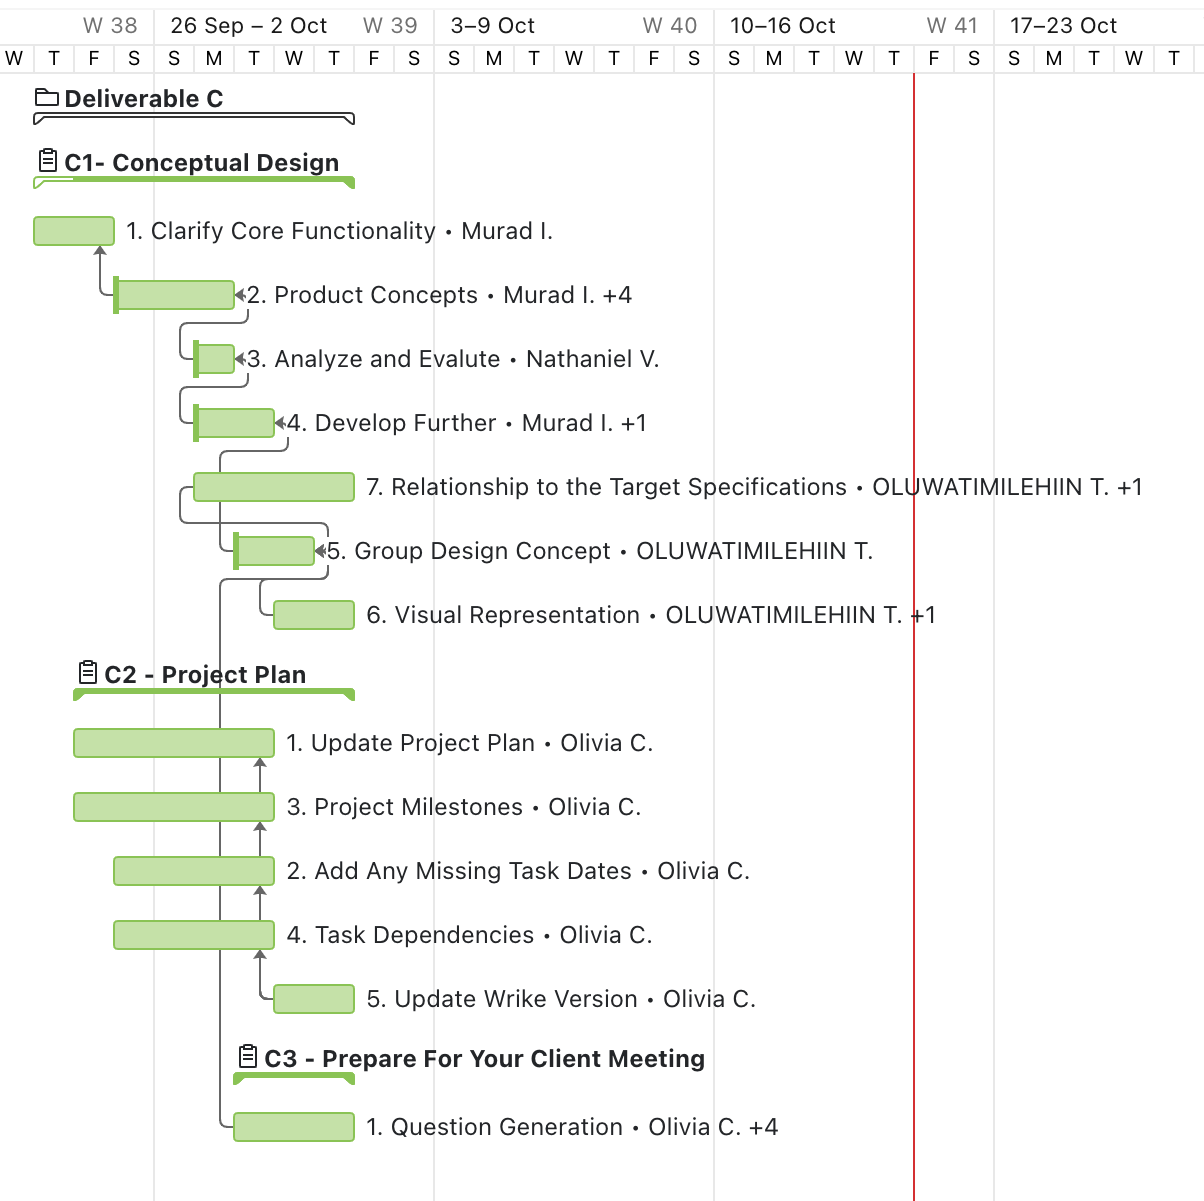 W 38 26 Sep – 2 Oct W 39 3–9 Oct W 40 10–16 Oct W 41 17–23 Oct
W T F S S M T W T F S S M T W T F S S M T W T F S S M T W T
Deliverable C
C1- Conceptual Design
1. Clarify Core Functionality • Murad I.
2. Product Concepts • Murad I. +4
3. Analyze and Evalute • Nathaniel V.
4. Develop Further • Murad I. +1
7. Relationship to the Target Specifications • OLUWATIMILEHIIN T. +1
5. Group Design Concept • OLUWATIMILEHIIN T.
6. Visual Representation • OLUWATIMILEHIIN T. +1
C2 - Project Plan
1. Update Project Plan • Olivia C.
3. Project Milestones • Olivia C.
2. Add Any Missing Task Dates • Olivia C.
4. Task Dependencies • Olivia C.
5. Update Wrike Version • Olivia C.
C3 - Prepare For Your Client Meeting
1. Question Generation • Olivia C. +4